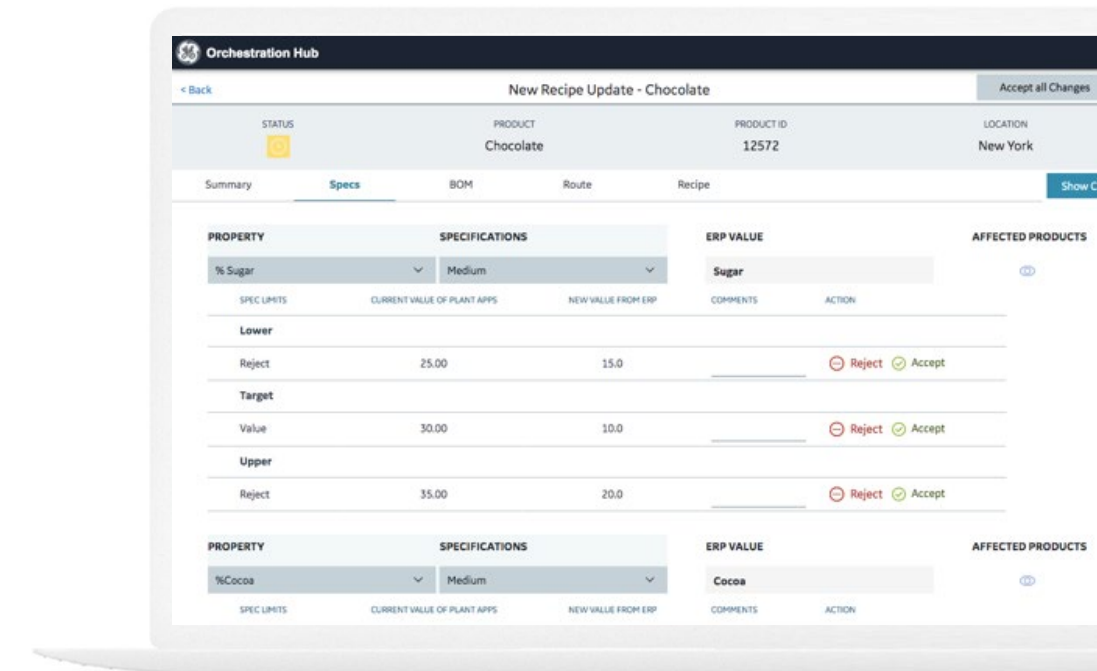 Orchestration Hub
< Back New Recipe Update - Chocolate Accept all Changes
STATUS PRODUCT PRODUCT ID LOCATION
Chocolate 12572 New York
Summary Specs BOM Route Recipe Show C
PROPERTY SPECIFICATIONS ERP VALUE AFFECTED PRODUCTS
% Sugar Medium Sugar
SPEC LIMITS CURRENT VALUE OF PLANT APPS NEW VALUE FROM ERP COMMENTS ACTION
Lower
Reject 25.00 15.0 Reject Accept
Target
Value 30.00 10.0 Reject Accept
Upper
Reject 35.00 20.0 Reject Accept
PROPERTY SPECIFICATIONS ERP VALUE AFFECTED PRODUCTS
%Cocoa Medium Cocoa
SPEC LIMITS CURRENT VALUE OF PLANT APPS NEW VALUE FROM ERP COMMENTS ACTION